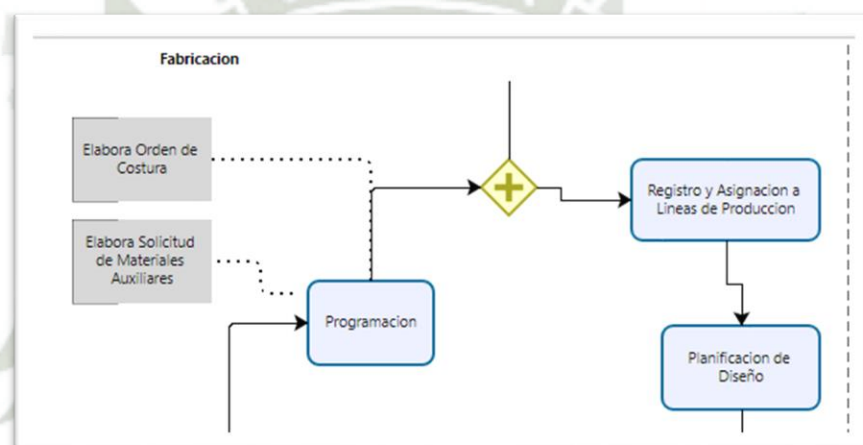 Fabricacion
Elabora Orden de
Costura
Elabora Solicitud
de Materiales
Auxiliares
Programacion
Registro y Asignacion a
Lineas de Produccion
Planificacion de
Diseño